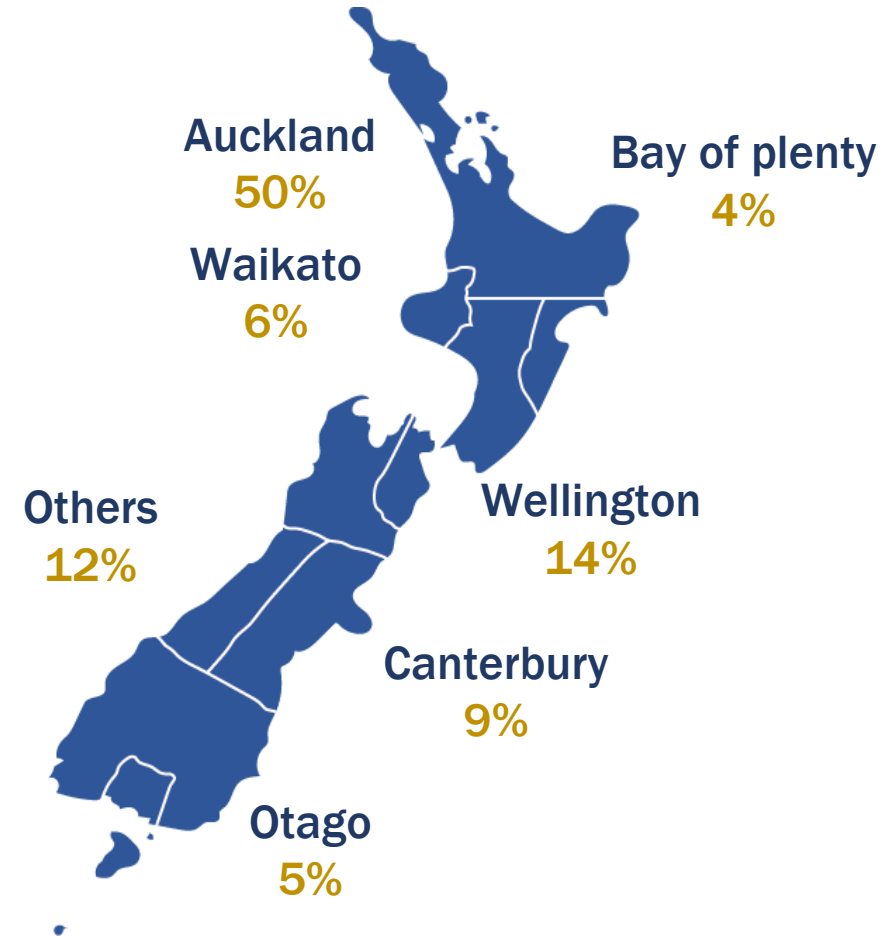 Auckland
50%
Bay of plenty
4%
Waikato
6%
Others
12%
Wellington
14%
Canterbury
9%
Otago
5%